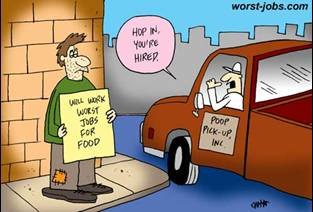 worst-jobs.com
HOP IN,
YOU'RE
HIRED.
WILL WORK
WORST
JOBS
FOR
FOOD
POOP
PICK-UP,
INC.